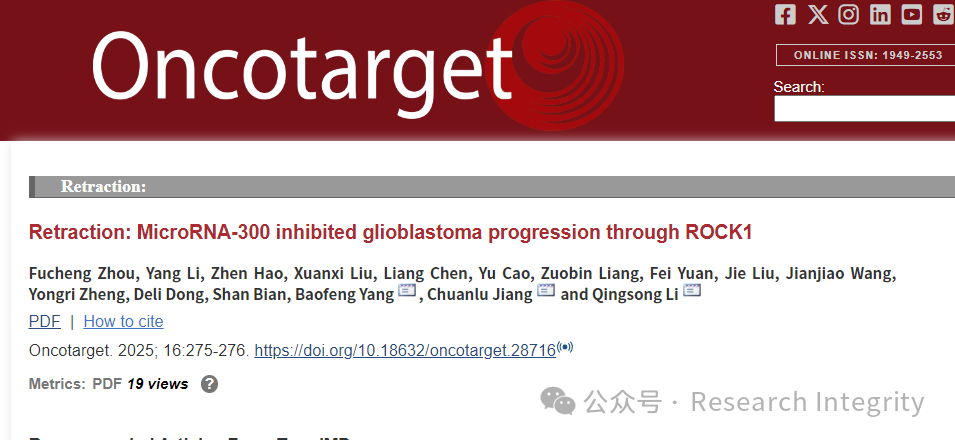 Oncotarget
ONLINE ISSN: 1949-2553
Search:
Retraction:
Retraction: MicroRNA-300 inhibited glioblastoma progression through ROCK1
Fucheng Zhou, Yang Li, Zhen Hao, Xuanxi Liu, Liang Chen, Yu Cao, Zuobin Liang, Fei Yuan, Jie Liu, Jianjiao Wang,
Yongri Zheng, Deli Dong, Shan Bian, Baofeng Yang, Chuanlu Jiang and Qingsong Li
PDF | How to cite
Oncotarget. 2025; 16:275-276. https://doi.org/10.18632/oncotarget.28716
Metrics: PDF 19 views ?
公众号 · Research Integrity